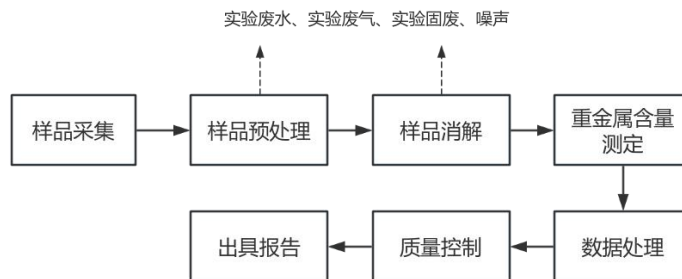 实验废水、实验废气、实验固废、噪声
样品采集
样品预处理
样品消解
重金属含量
测定
数据处理
质量控制
出具报告